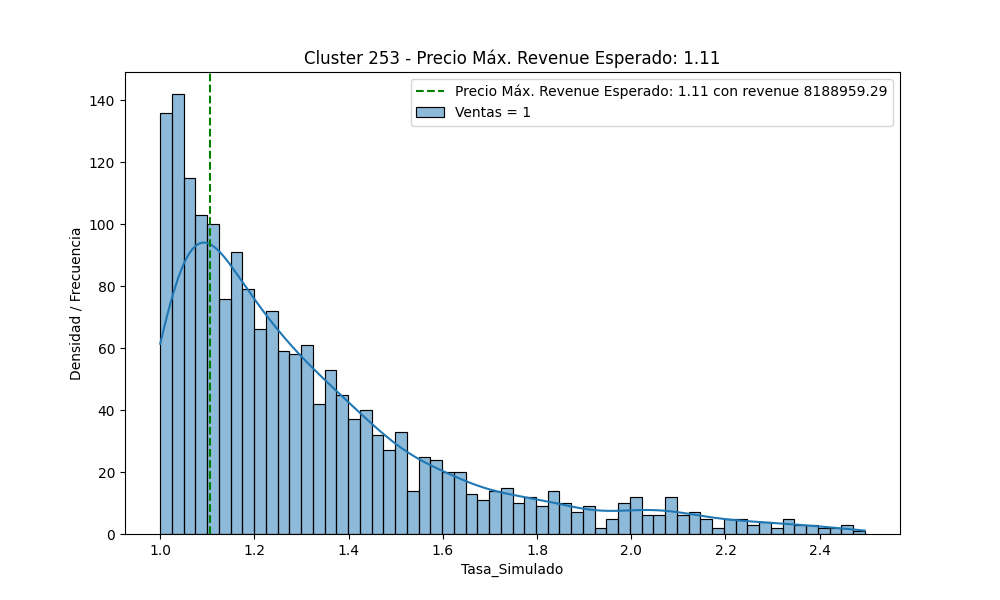 Cluster 253 - Precio Máx. Revenue Esperado: 1.11
Precio Máx. Revenue Esperado: 1.11 con revenue 8188959.29
Ventas = 1
140
120
100
80
60
40
20
0
Densidad / Frecuencia
1.0 1.2 1.4 1.6 1.8 2.0 2.2 2.4
Tasa_Simulado